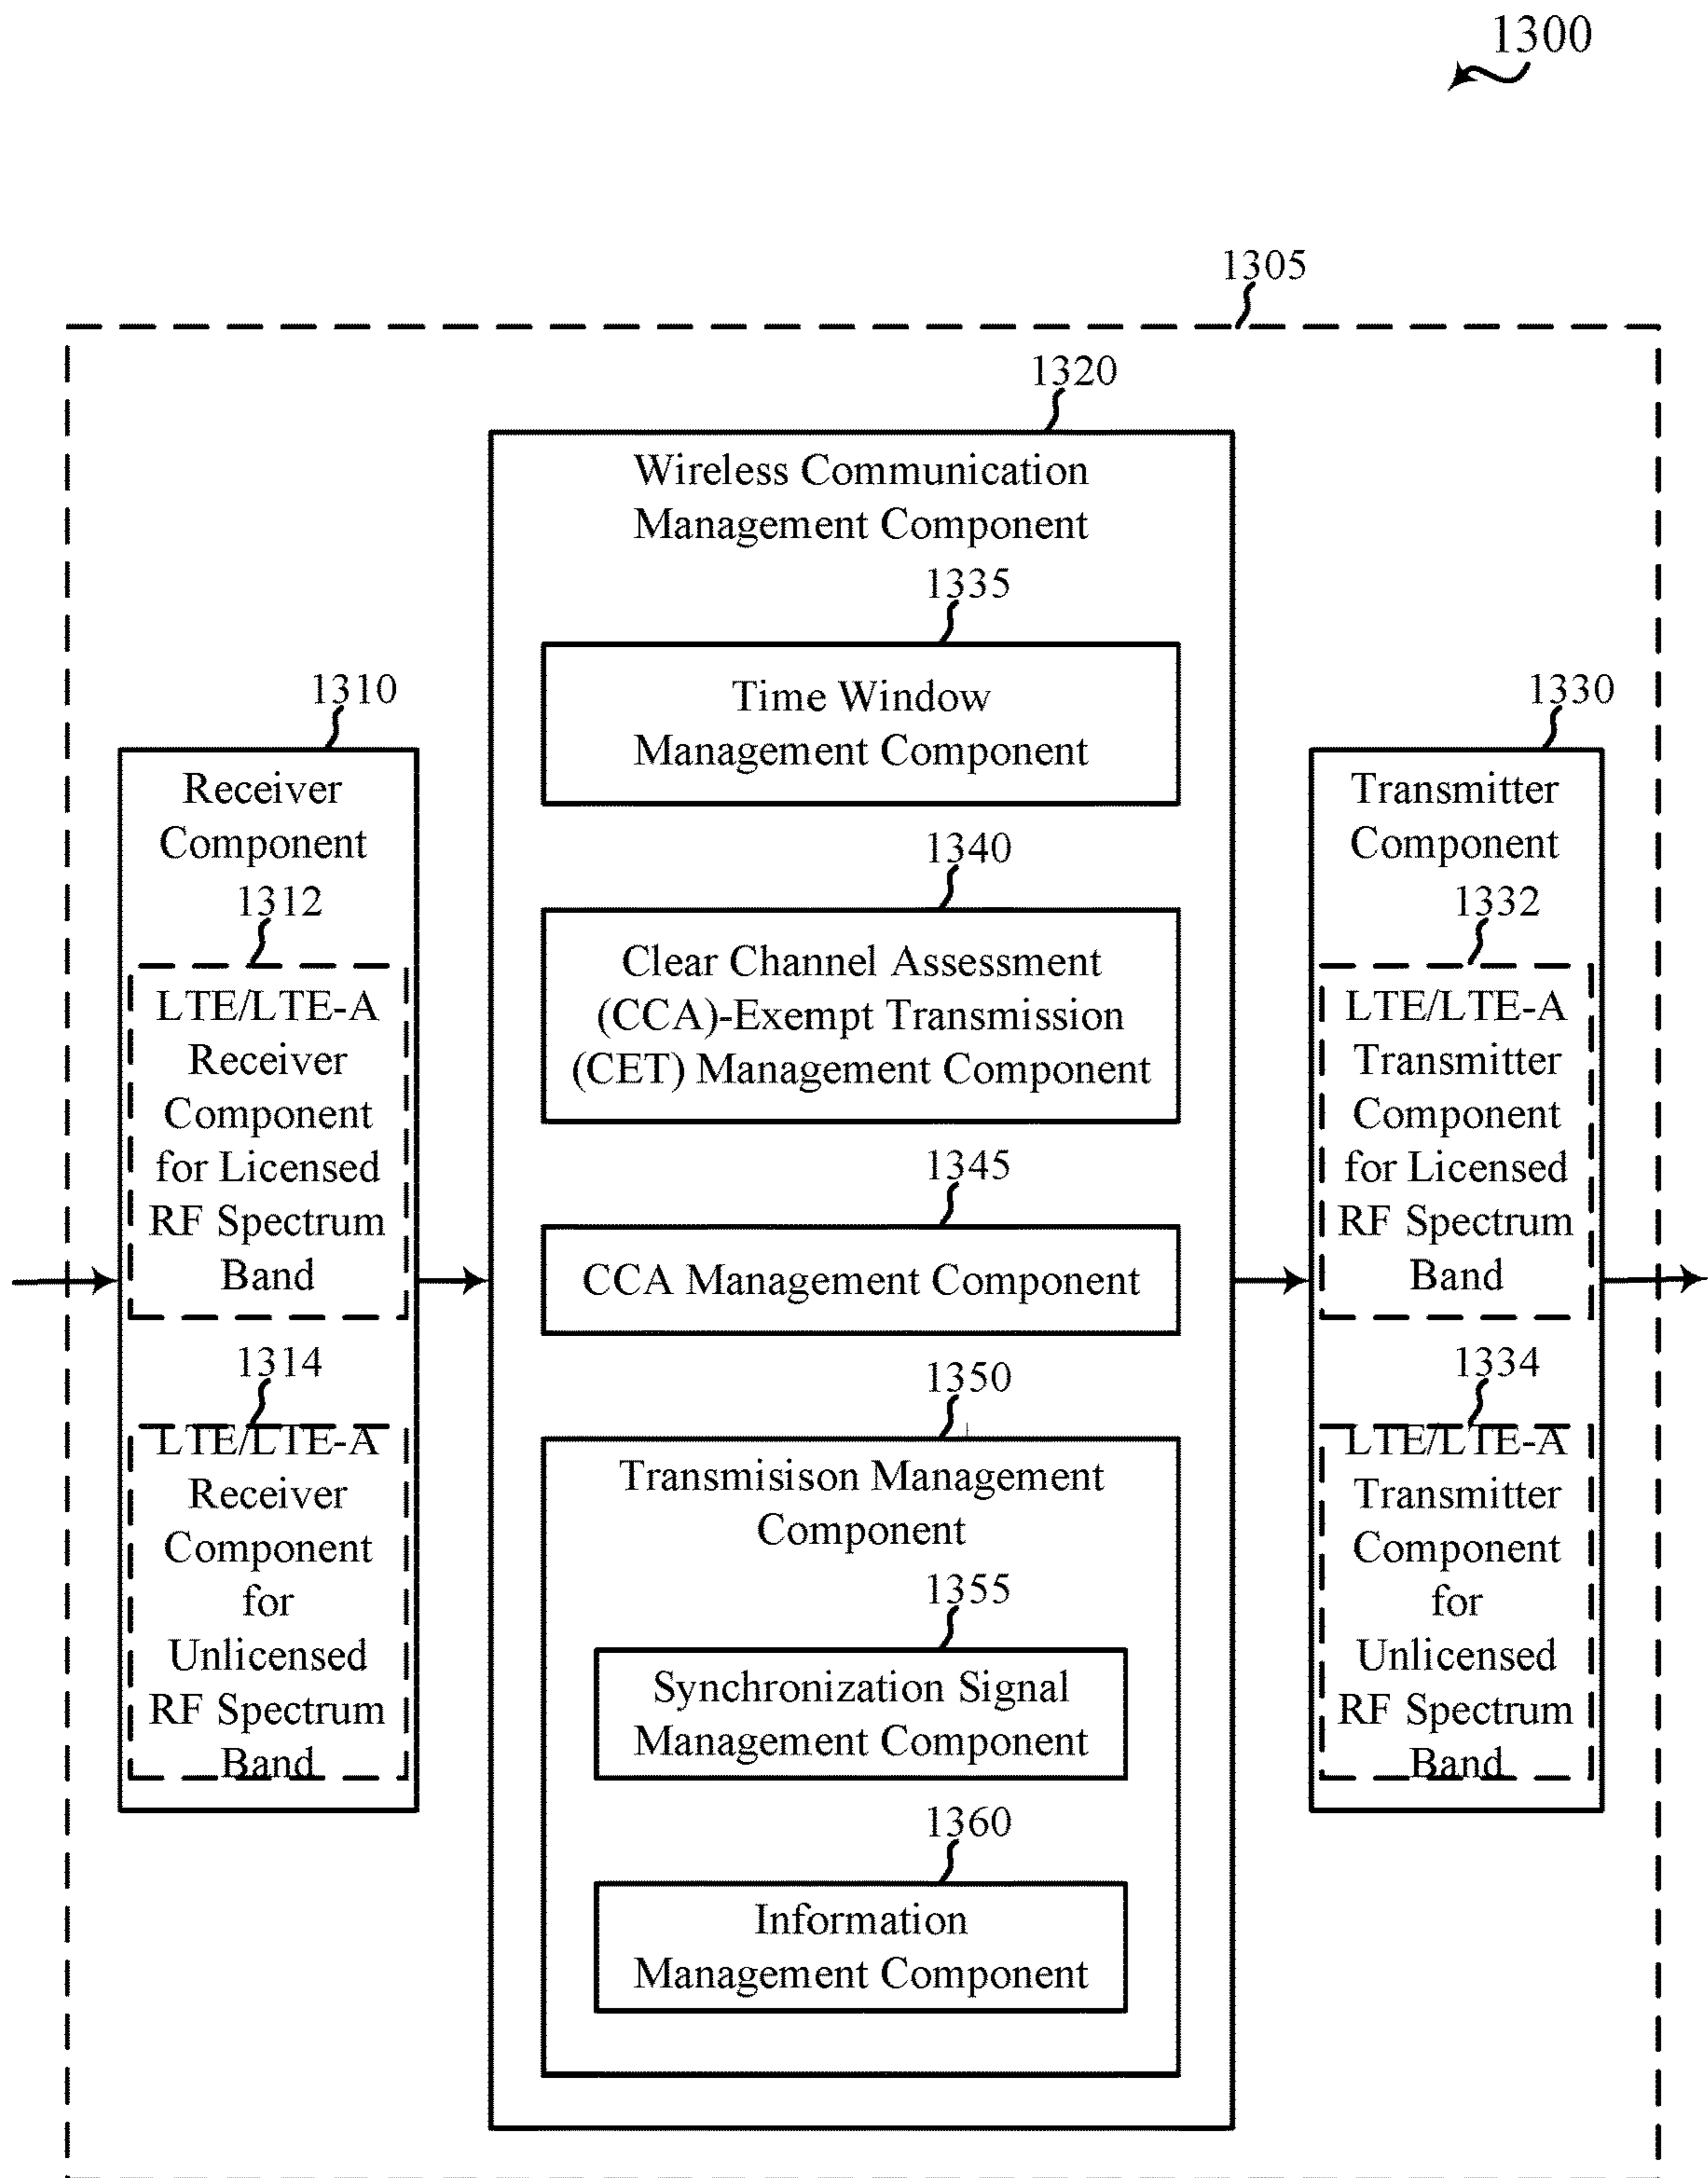 1300
1305
1320
Wireless Communication
Management Component
1335
Time Window
Management Component
1310
Receiver
Component
1312
LTE/LTE-A
Receiver
Component
for Licensed
RF Spectrum
Band
1314
LTE/LTE-A
Receiver
Component
for
Unlicensed
RF Spectrum
Band
1340
Clear Channel Assessment
(CCA)-Exempt Transmission
(CET) Management Component
1345
CCA Management Component
1350
Transmisison Management
Component
1355
Synchronization Signal
Management Component
1360
Information
Management Component
1330
Transmitter
Component
1332
LTE/LTE-A
Transmitter
Component
for Licensed
RF Spectrum
Band
1334
LTE/LTE-A
Transmitter
Component
for
Unlicensed
RF Spectrum
Band